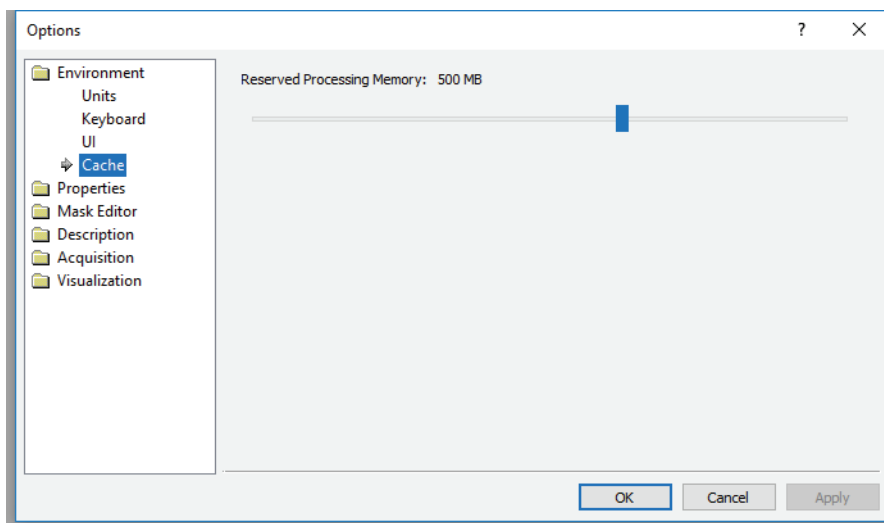 Options
?
Environment
Units
Keyboard
UI
Cache
Properties
Mask Editor
Description
Acquisition
Visualization
Reserved Processing Memory: 500 MB
OK
Cancel
Apply